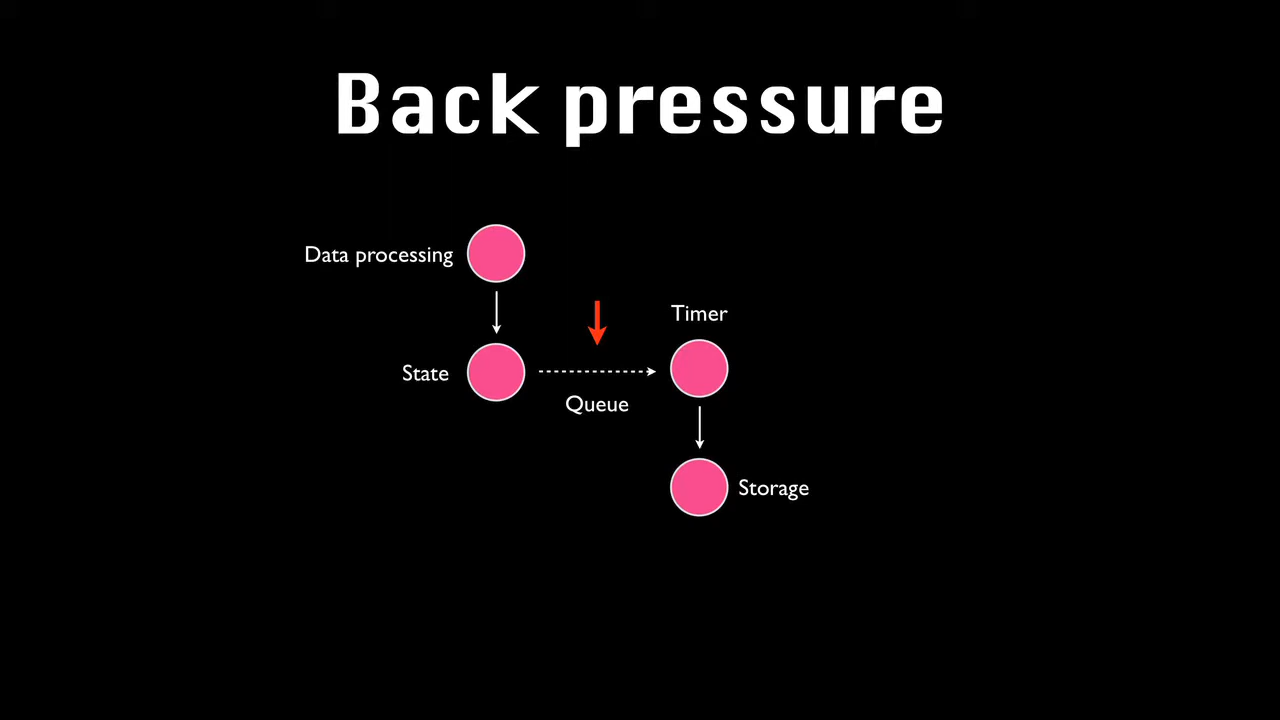 Back pressure
Data processing
Timer
State
Queue
Storage